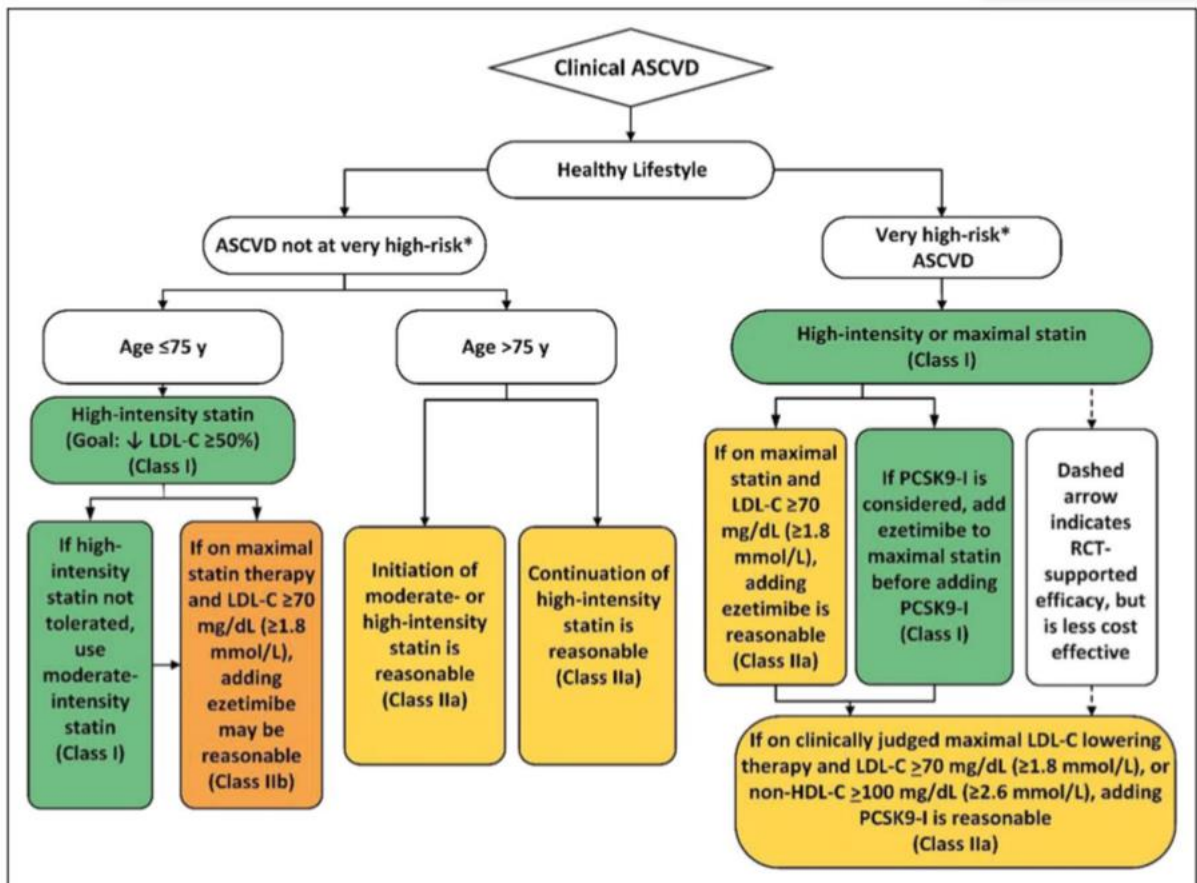 Clinical ASCVD
Healthy Lifestyle
ASCVD not at very high-risk*
Very high-risk*
ASCVD
Age ≤75 y
Age >75 y
High-intensity or maximal statin
(Class I)
High-intensity statin
(Goal: ↓ LDL-C ≥50%)
(Class I)
If high-
intensity
statin not
tolerated,
use
moderate-
intensity
statin
(Class I)
If on maximal
statin therapy
and LDL-C ≥70
mg/dL (≥1.8
mmol/L),
adding
ezetimibe
may be
reasonable
(Class IIb)
Initiation of
moderate- or
high-intensity
statin is
reasonable
(Class IIa)
Continuation of
high-intensity
statin is
reasonable
(Class IIa)
If on maximal
statin and
LDL-C ≥70
mg/dL (≥1.8
mmol/L),
adding
ezetimibe is
reasonable
(Class IIa)
If PCSK9-I is
considered, add
ezetimibe to
maximal statin
before adding
PCSK9-I
(Class I)
Dashed
arrow
indicates
RCT-
supported
efficacy, but
is less cost
effective
If on clinically judged maximal LDL-C lowering
therapy and LDL-C ≥70 mg/dL (≥1.8 mmol/L), or
non-HDL-C ≥100 mg/dL (≥2.6 mmol/L), adding
PCSK9-I is reasonable
(Class IIa)